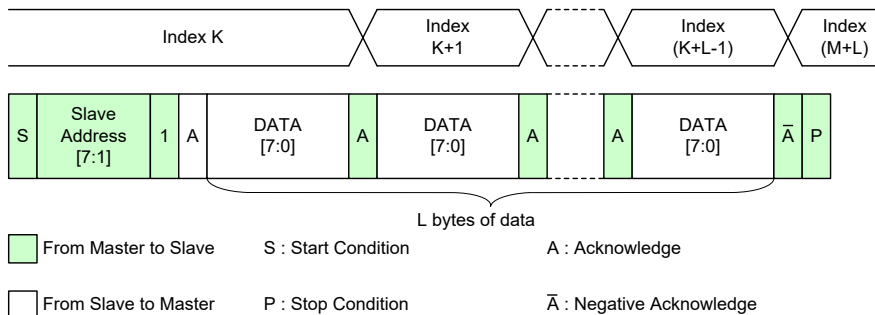 Index K
Index
K+1
Index
(K+L-1)
Index
(M+L)
S
Slave
Address
[7:1]
1
A
DATA
[7:0]
A
DATA
[7:0]
A
A
DATA
[7:0]
A̅
P
L bytes of data
From Master to Slave
S : Start Condition
A : Acknowledge
From Slave to Master
P : Stop Condition
A̅ : Negative Acknowledge